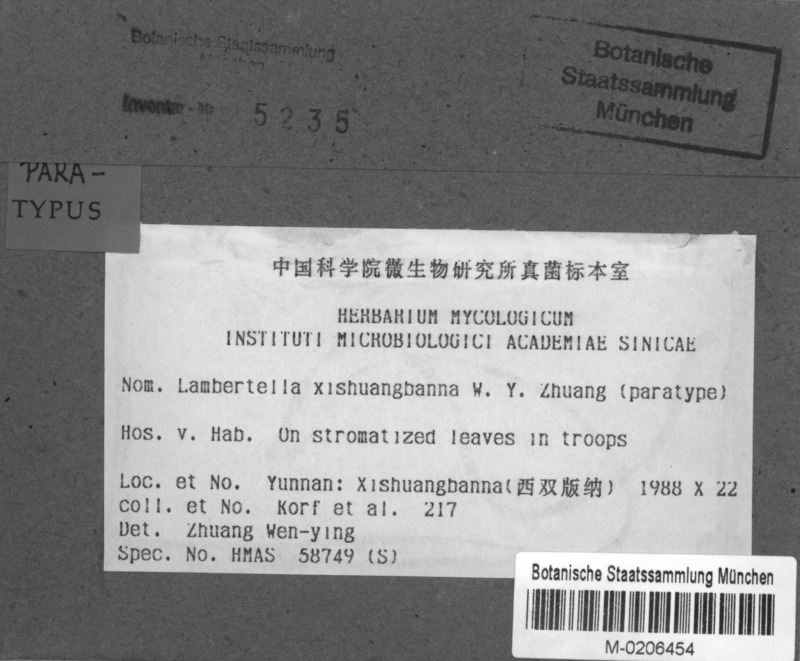 Botanische Staatssammlung
München
Inventar-Nr 5235
Botanische
Staatssammlung
München
PARA-
TYPUS
中国科学院微生物研究所真菌标本室
HERBARIUM MYCOLOGICUM
INSTITUTI MICROBIOLOGICI ACADEMIAE SINICAE
Nom. Lambertella xishuangbanna W. Y. Zhuang (paratype)
Hos. v. Hab. On stromatized leaves in troops
Loc. et No. Yunnan: Xishuangbanna(西双版纳) 1988 X 22
coll. et No. Korf et al. 217
Det. Zhuang Wen-ying
Spec. No. HMAS 58749 (S)
Botanische Staatssammlung München
M-0206454